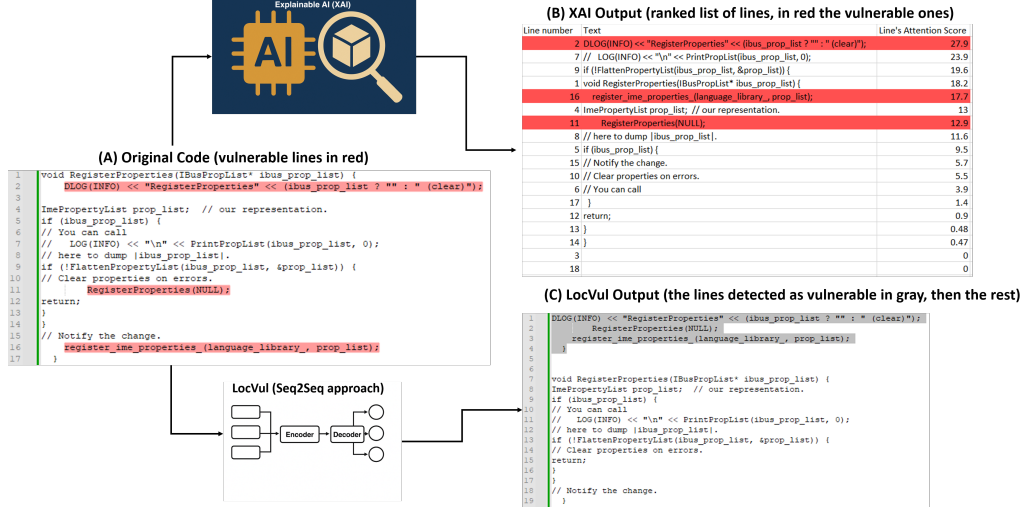 Explainable AI (XAI)
AI
(B) XAI Output (ranked list of lines, in red the vulnerable ones)
Line number Text Line's Attention Score
2 DLOG(INFO) << "RegisterProperties" << (ibus_prop_list ? "" : " (clear)"); 27.9
7 // LOG(INFO) << "\n" << PrintPropList(ibus_prop_list, 0); 23.9
9 if (!FlattenPropertyList(ibus_prop_list, &prop_list)) { 19.6
1 void RegisterProperties(IBusPropList* ibus_prop_list) { 18.2
16 register_ime_properties_(language_library_, prop_list); 17.7
4 ImePropertyList prop_list; // our representation. 13
11 RegisterProperties(NULL); 12.9
8 // here to dump |ibus_prop_list|. 11.6
5 if (ibus_prop_list) { 9.5
15 // Notify the change. 5.7
10 // Clear properties on errors. 5.5
6 // You can call 3.9
17 } 1.4
12 return; 0.9
13 } 0.48
14 } 0.47
3 0
18 0
(A) Original Code (vulnerable lines in red)
1 void RegisterProperties(IBusPropList* ibus_prop_list) {
2 DLOG(INFO) << "RegisterProperties" << (ibus_prop_list ? "" : " (clear)");
3
4 ImePropertyList prop_list; // our representation.
5 if (ibus_prop_list) {
6 // You can call
7 // LOG(INFO) << "\n" << PrintPropList(ibus_prop_list, 0);
8 // here to dump |ibus_prop_list|.
9 if (!FlattenPropertyList(ibus_prop_list, &prop_list)) {
10 // Clear properties on errors.
11 RegisterProperties(NULL);
12 return;
13 }
14 }
15 // Notify the change.
16 register_ime_properties_(language_library_, prop_list);
17 }
LocVul (Seq2Seq approach)
Encoder
Decoder
(C) LocVul Output (the lines detected as vulnerable in gray, then the rest)
1 DLOG(INFO) << "RegisterProperties" << (ibus_prop_list ? "" : " (clear)");
2 RegisterProperties(NULL);
3 register_ime_properties_(language_library_, prop_list);
4 }
5
6
7 void RegisterProperties(IBusPropList* ibus_prop_list) {
8 ImePropertyList prop_list; // our representation.
9 if (ibus_prop_list) {
10 // You can call
11 // LOG(INFO) << "\n" << PrintPropList(ibus_prop_list, 0);
12 // here to dump |ibus_prop_list|.
13 if (!FlattenPropertyList(ibus_prop_list, &prop_list)) {
14 // Clear properties on errors.
15 return;
16 }
17 }
18 // Notify the change.
19 }